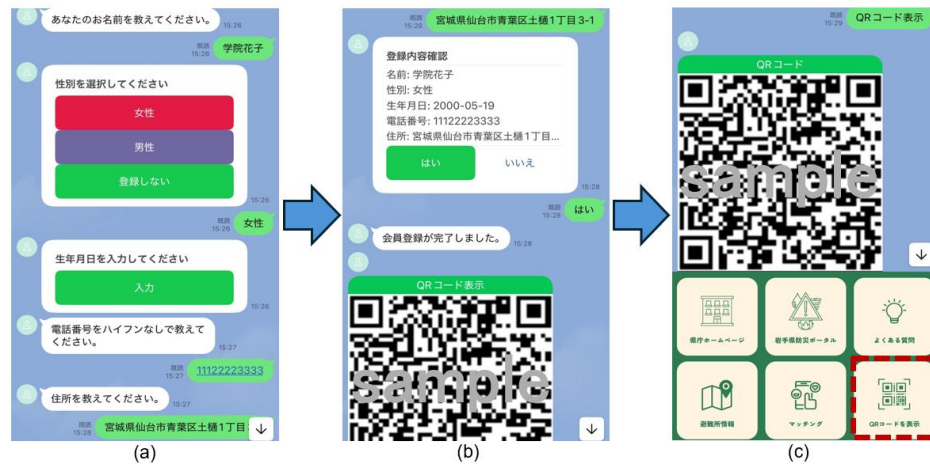 あなたのお名前を教えてください。
15:26
既読
15:26
学院花子
性別を選択してください
女性
男性
登録しない
15:26
既読
15:26
女性
生年月日を入力してください
入力
15:26
電話番号をハイフンなしで教えて
ください。
15:27
既読
15:27
11122223333
住所を教えてください。
15:27
既読
15:28
宮城県仙台市青葉区土樋1丁目
(a)
既読
15:28
宮城県仙台市青葉区土樋1丁目3-1
登録内容確認
名前: 学院花子
性別: 女性
生年月日: 2000-05-19
電話番号: 11122223333
住所: 宮城県仙台市青葉区土樋1丁目...
はい
いいえ
15:28
既読
15:28
はい
会員登録が完了しました。
15:28
QRコード表示
sample
(b)
既読
15:29
QRコード表示
QRコード
sample
県庁ホームページ
岩手県防災ポータル
よくある質問
避難所情報
マッチング
QRコードを表示
(c)